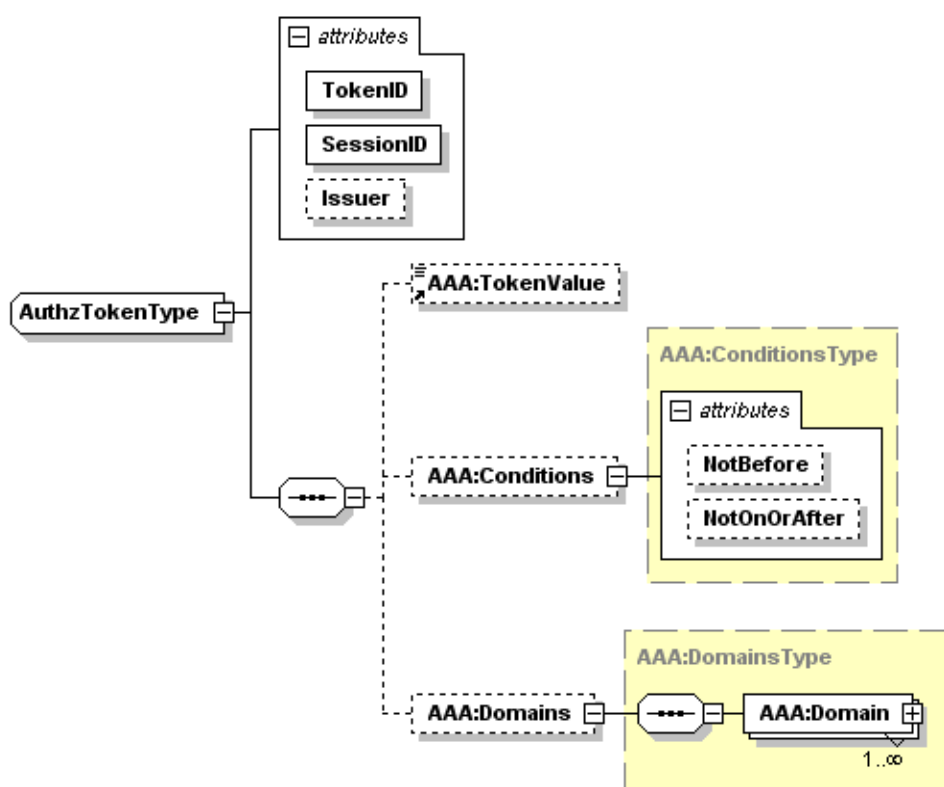 attributes
TokenID
SessionID
Issuer
AuthzTokenType
AAA:TokenValue
AAA:ConditionsType
attributes
NotBefore
NotOnOrAfter
AAA:Conditions
AAA:DomainsType
AAA:Domains
AAA:Domain
1..∞